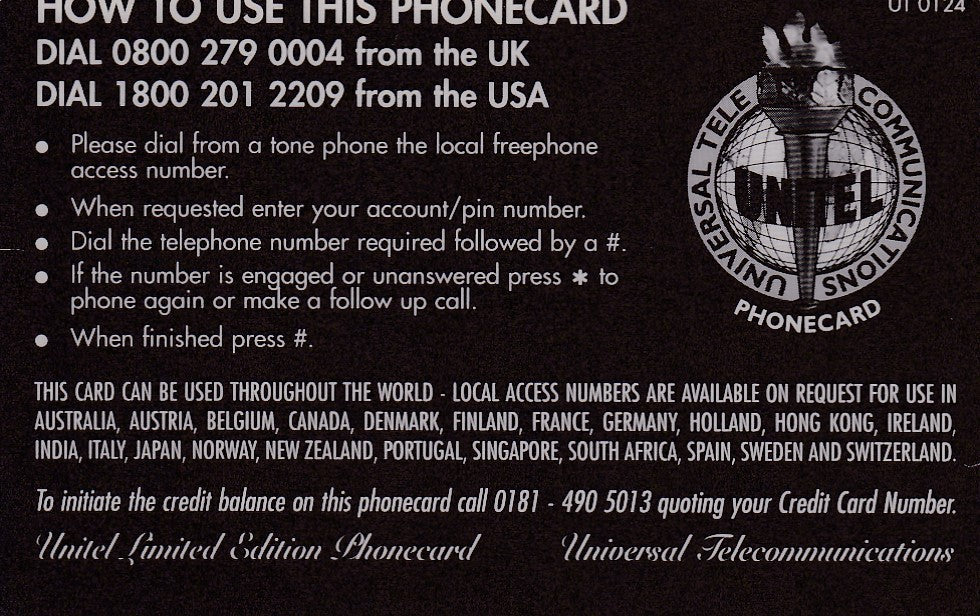 HOW TO USE THIS PHONECARD
UT 0124
DIAL 0800 279 0004 from the UK
DIAL 1800 201 2209 from the USA
● Please dial from a tone phone the local freephone
access number.
● When requested enter your account/pin number.
● Dial the telephone number required followed by a #.
● If the number is engaged or unanswered press * to
phone again or make a follow up call.
● When finished press #.
UNIVERSAL TELE COMMUNICATIONS
UNITEL
PHONECARD
THIS CARD CAN BE USED THROUGHOUT THE WORLD - LOCAL ACCESS NUMBERS ARE AVAILABLE ON REQUEST FOR USE IN
AUSTRALIA, AUSTRIA, BELGIUM, CANADA, DENMARK, FINLAND, FRANCE, GERMANY, HOLLAND, HONG KONG, IRELAND,
INDIA, ITALY, JAPAN, NORWAY, NEW ZEALAND, PORTUGAL, SINGAPORE, SOUTH AFRICA, SPAIN, SWEDEN AND SWITZERLAND.
To initiate the credit balance on this phonecard call 0181 - 490 5013 quoting your Credit Card Number.
Unitel Limited Edition Phonecard
Universal Telecommunications